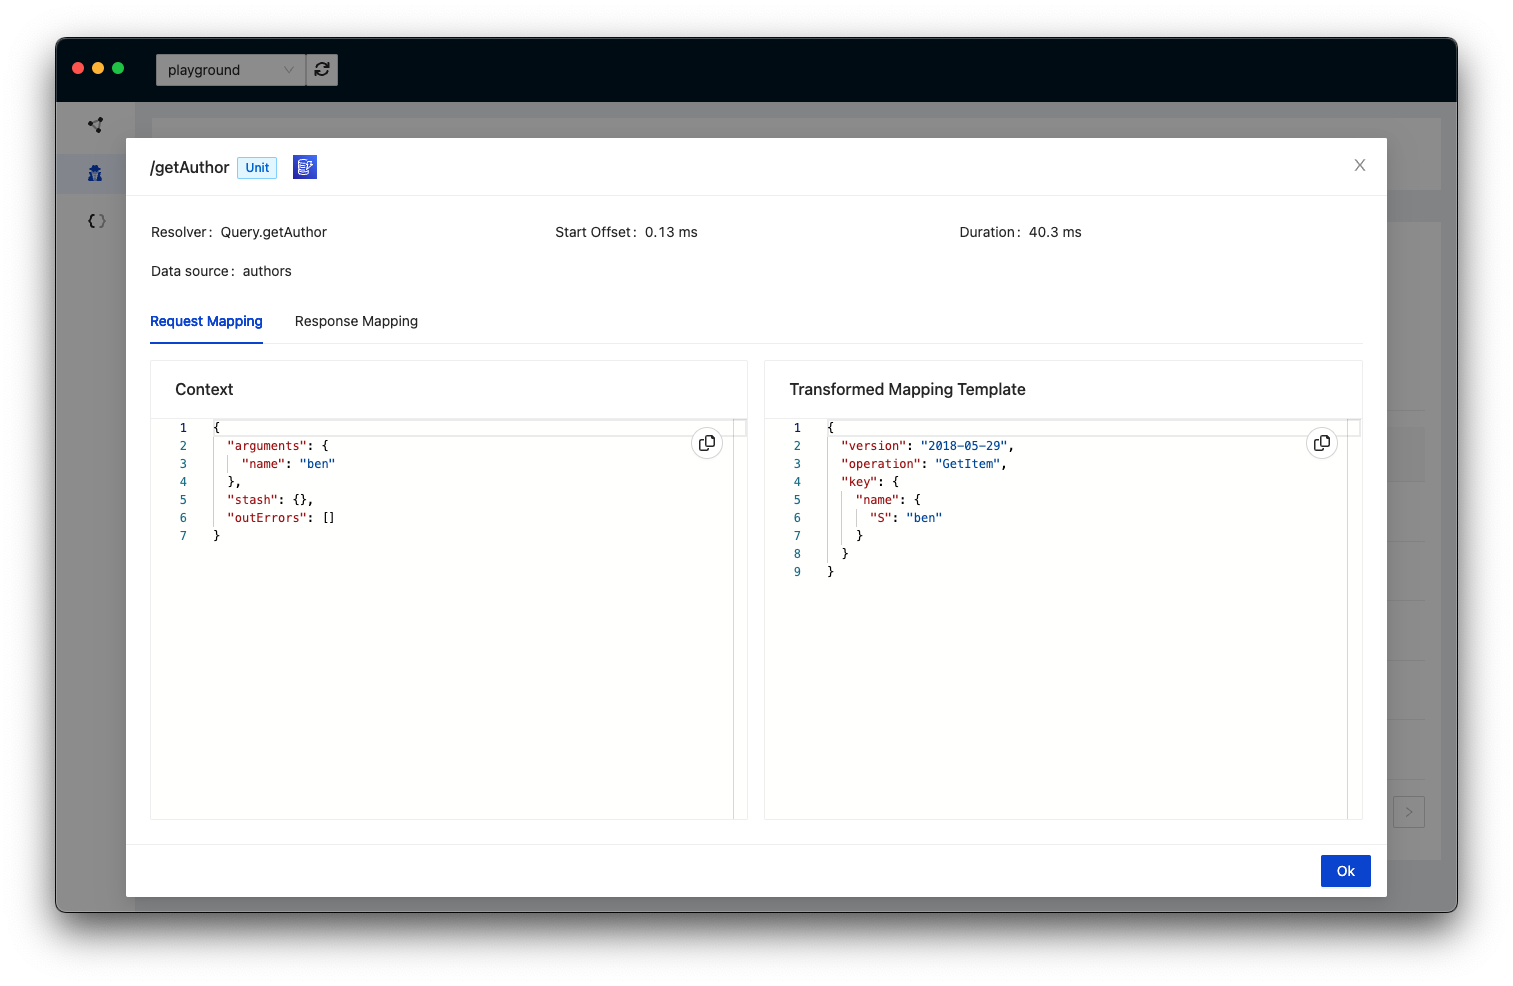 playground
/getAuthor Unit
Resolver: Query.getAuthor
Start Offset: 0.13 ms
Duration: 40.3 ms
Data source: authors
Request Mapping
Response Mapping
Context
1 {
2   "arguments": {
3     "name": "ben"
4   },
5   "stash": {},
6   "outErrors": []
7 }
Transformed Mapping Template
1 {
2   "version": "2018-05-29",
3   "operation": "GetItem",
4   "key": {
5     "name": {
6       "S": "ben"
7     }
8   }
9 }
Ok